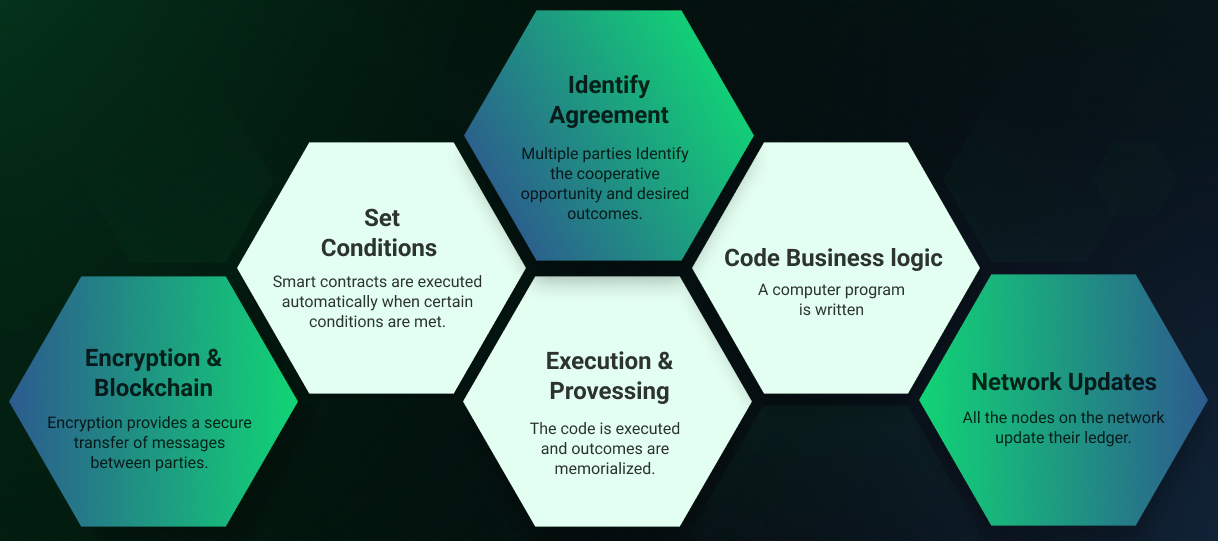 Identify
Agreement
Multiple parties Identify
the cooperative
opportunity and desired
outcomes.
Set
Conditions
Smart contracts are executed
automatically when certain
conditions are met.
Code Business logic
A computer program
is written
Encryption &
Blockchain
Encryption provides a secure
transfer of messages
between parties.
Execution &
Provessing
The code is executed
and outcomes are
memorialized.
Network Updates
All the nodes on the network
update their ledger.